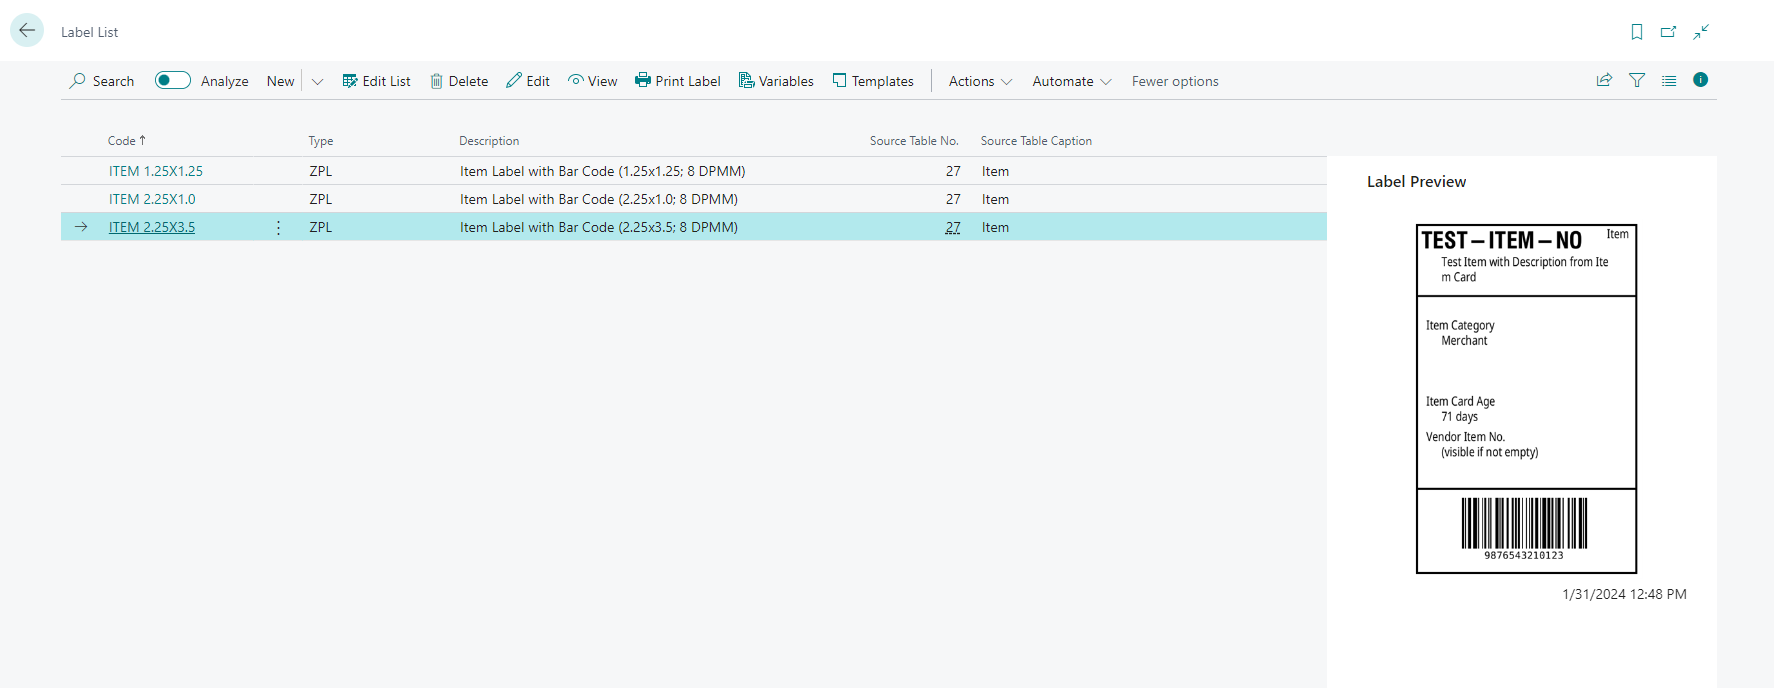 Label List
Search Analyze New Edit List Delete Edit View Print Label Variables Templates Actions Automate Fewer options
Code ↑ Type Description Source Table No. Source Table Caption
ITEM 1.25X1.25 ZPL Item Label with Bar Code (1.25x1.25; 8 DPMM) 27 Item
ITEM 2.25X1.0 ZPL Item Label with Bar Code (2.25x1.0; 8 DPMM) 27 Item
ITEM 2.25X3.5 ZPL Item Label with Bar Code (2.25x3.5; 8 DPMM) 27 Item
Label Preview
TEST – ITEM – NO Item
Test Item with Description from Ite
m Card
Item Category
Merchant
Item Card Age
71 days
Vendor Item No.
(visible if not empty)
9876543210123
1/31/2024 12:48 PM